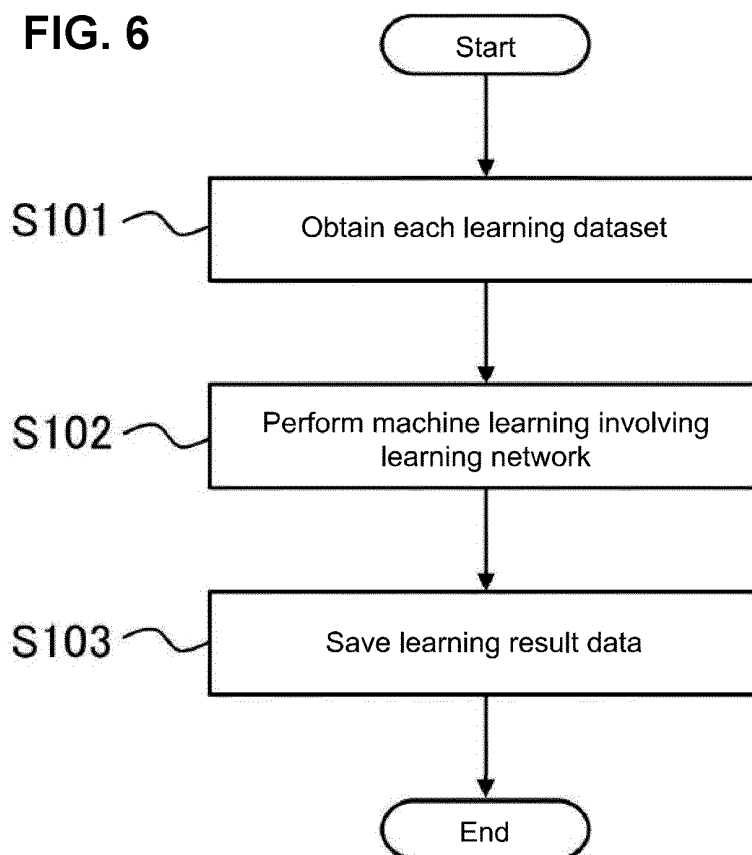 FIG. 6
Start
S101
Obtain each learning dataset
S102
Perform machine learning involving
learning network
S103
Save learning result data
End